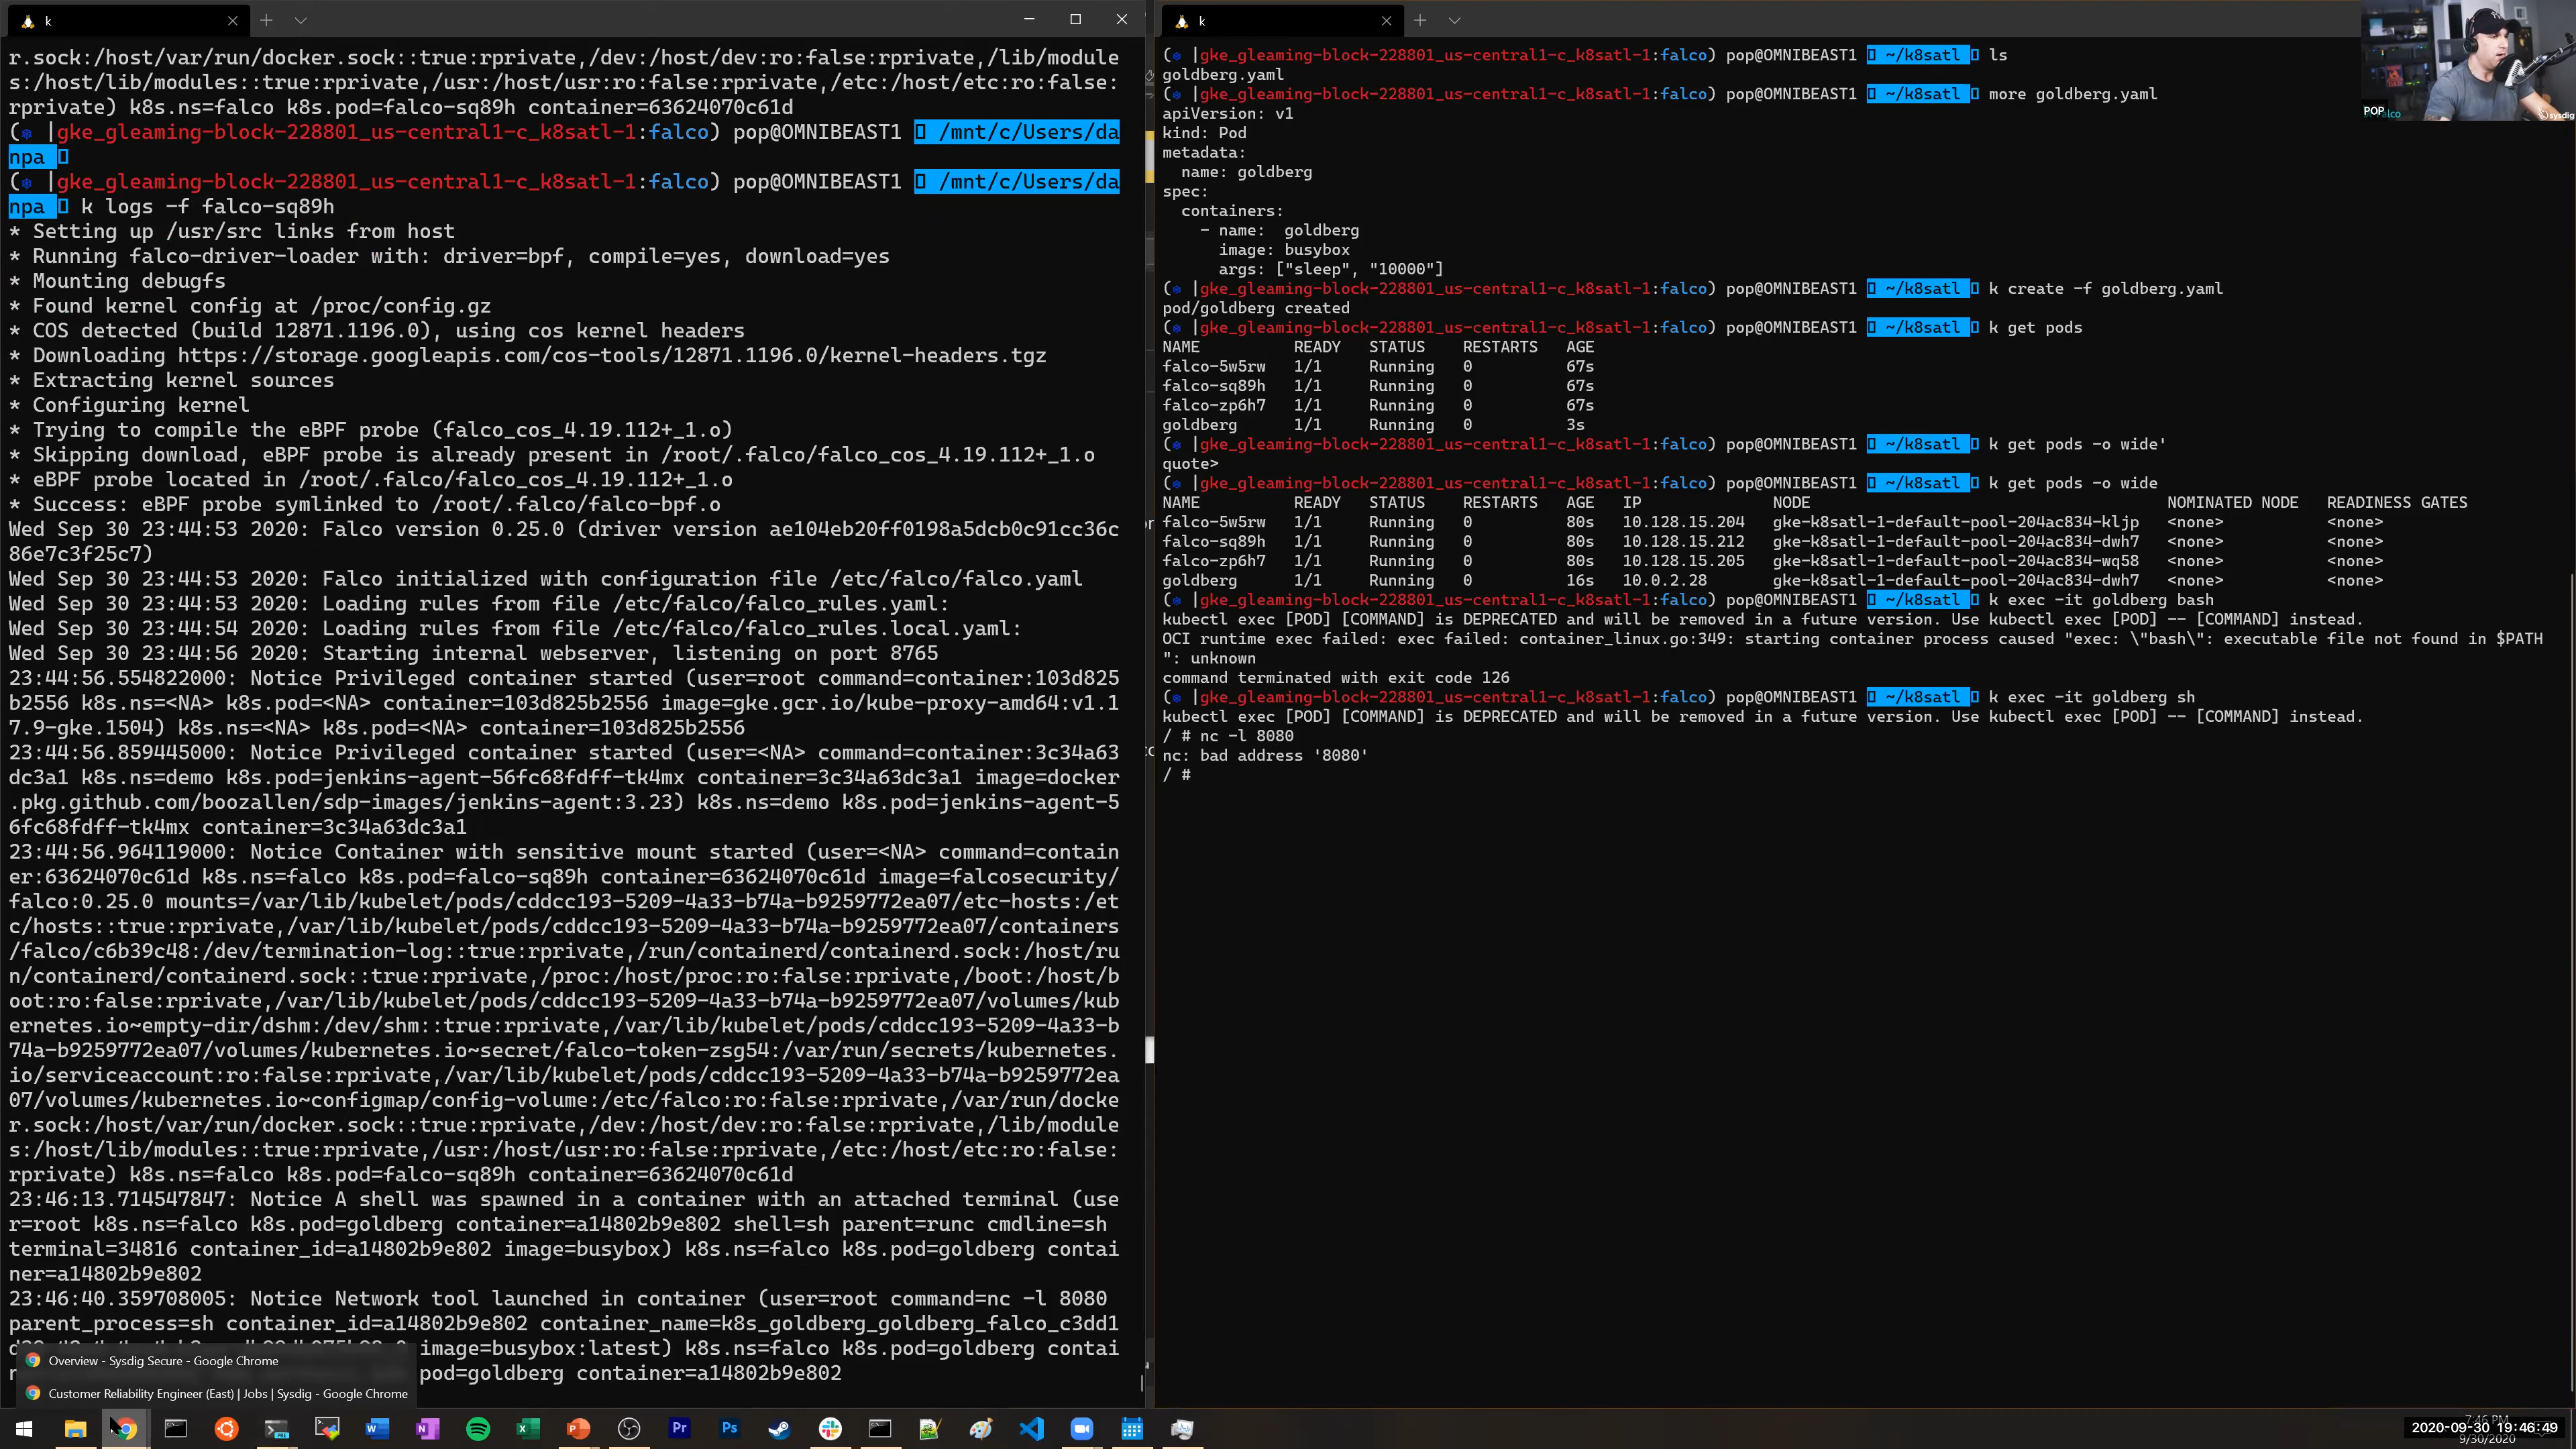 k
r.sock:/host/var/run/docker.sock::true:rprivate,/dev:/host/dev:ro:false:rprivate,/lib/module
s:/host/lib/modules::true:rprivate,/usr:/host/usr:ro:false:rprivate,/etc:/host/etc:ro:false:
rprivate) k8s.ns=falco k8s.pod=falco-sq89h container=63624070c61d
(⎈ |gke_gleaming-block-228801_us-central1-c_k8satl-1:falco) pop@OMNIBEAST1 /mnt/c/Users/da
npa
(⎈ |gke_gleaming-block-228801_us-central1-c_k8satl-1:falco) pop@OMNIBEAST1 /mnt/c/Users/da
npa k logs -f falco-sq89h
* Setting up /usr/src links from host
* Running falco-driver-loader with: driver=bpf, compile=yes, download=yes
* Mounting debugfs
* Found kernel config at /proc/config.gz
* COS detected (build 12871.1196.0), using cos kernel headers
* Downloading https://storage.googleapis.com/cos-tools/12871.1196.0/kernel-headers.tgz
* Extracting kernel sources
* Configuring kernel
* Trying to compile the eBPF probe (falco_cos_4.19.112+_1.o)
* Skipping download, eBPF probe is already present in /root/.falco/falco_cos_4.19.112+_1.o
* eBPF probe located in /root/.falco/falco_cos_4.19.112+_1.o
* Success: eBPF probe symlinked to /root/.falco/falco-bpf.o
Wed Sep 30 23:44:53 2020: Falco version 0.25.0 (driver version ae104eb20ff0198a5dcb0c91cc36c
86e7c3f25c7)
Wed Sep 30 23:44:53 2020: Falco initialized with configuration file /etc/falco/falco.yaml
Wed Sep 30 23:44:53 2020: Loading rules from file /etc/falco/falco_rules.yaml:
Wed Sep 30 23:44:54 2020: Loading rules from file /etc/falco/falco_rules.local.yaml:
Wed Sep 30 23:44:56 2020: Starting internal webserver, listening on port 8765
23:44:56.554822000: Notice Privileged container started (user=root command=container:103d825
b2556 k8s.ns=<NA> k8s.pod=<NA> container=103d825b2556 image=gke.gcr.io/kube-proxy-amd64:v1.1
7.9-gke.1504) k8s.ns=<NA> k8s.pod=<NA> container=103d825b2556
23:44:56.859445000: Notice Privileged container started (user=<NA> command=container:3c34a63
dc3a1 k8s.ns=demo k8s.pod=jenkins-agent-56fc68fdff-tk4mx container=3c34a63dc3a1 image=docker
.pkg.github.com/boozallen/sdp-images/jenkins-agent:3.23) k8s.ns=demo k8s.pod=jenkins-agent-5
6fc68fdff-tk4mx container=3c34a63dc3a1
23:44:56.964119000: Notice Container with sensitive mount started (user=<NA> command=contain
er:63624070c61d k8s.ns=falco k8s.pod=falco-sq89h container=63624070c61d image=falcosecurity/
falco:0.25.0 mounts=/var/lib/kubelet/pods/cddcc193-5209-4a33-b74a-b9259772ea07/etc-hosts:/et
c/hosts::true:rprivate,/var/lib/kubelet/pods/cddcc193-5209-4a33-b74a-b9259772ea07/containers
/falco/c6b39c48:/dev/termination-log::true:rprivate,/run/containerd/containerd.sock:/host/ru
n/containerd/containerd.sock::true:rprivate,/proc:/host/proc:ro:false:rprivate,/boot:/host/b
oot:ro:false:rprivate,/var/lib/kubelet/pods/cddcc193-5209-4a33-b74a-b9259772ea07/volumes/kub
ernetes.io~empty-dir/dshm:/dev/shm::true:rprivate,/var/lib/kubelet/pods/cddcc193-5209-4a33-b
74a-b9259772ea07/volumes/kubernetes.io~secret/falco-token-zsg54:/var/run/secrets/kubernetes.
io/serviceaccount:ro:false:rprivate,/var/lib/kubelet/pods/cddcc193-5209-4a33-b74a-b9259772ea
07/volumes/kubernetes.io~configmap/config-volume:/etc/falco:ro:false:rprivate,/var/run/docke
r.sock:/host/var/run/docker.sock::true:rprivate,/dev:/host/dev:ro:false:rprivate,/lib/module
s:/host/lib/modules::true:rprivate,/usr:/host/usr:ro:false:rprivate,/etc:/host/etc:ro:false:
rprivate) k8s.ns=falco k8s.pod=falco-sq89h container=63624070c61d
23:46:13.714547847: Notice A shell was spawned in a container with an attached terminal (use
r=root k8s.ns=falco k8s.pod=goldberg container=a14802b9e802 shell=sh parent=runc cmdline=sh
terminal=34816 container_id=a14802b9e802 image=busybox) k8s.ns=falco k8s.pod=goldberg contai
ner=a14802b9e802
23:46:40.359708005: Notice Network tool launched in container (user=root command=nc -l 8080
parent_process=sh container_id=a14802b9e802 container_name=k8s_goldberg_goldberg_falco_c3dd1
image=busybox:latest) k8s.ns=falco k8s.pod=goldberg contai
pod=goldberg container=a14802b9e802
Overview - Sysdig Secure - Google Chrome
Customer Reliability Engineer (East) | Jobs | Sysdig - Google Chrome
k
(⎈ |gke_gleaming-block-228801_us-central1-c_k8satl-1:falco) pop@OMNIBEAST1 ~/k8satl ls
goldberg.yaml
(⎈ |gke_gleaming-block-228801_us-central1-c_k8satl-1:falco) pop@OMNIBEAST1 ~/k8satl more goldberg.yaml
apiVersion: v1
kind: Pod
metadata:
  name: goldberg
spec:
  containers:
    - name:  goldberg
      image: busybox
      args: ["sleep", "10000"]
(⎈ |gke_gleaming-block-228801_us-central1-c_k8satl-1:falco) pop@OMNIBEAST1 ~/k8satl k create -f goldberg.yaml
pod/goldberg created
(⎈ |gke_gleaming-block-228801_us-central1-c_k8satl-1:falco) pop@OMNIBEAST1 ~/k8satl k get pods
NAME READY STATUS RESTARTS AGE
falco-5w5rw 1/1 Running 0 67s
falco-sq89h 1/1 Running 0 67s
falco-zp6h7 1/1 Running 0 67s
goldberg 1/1 Running 0 3s
(⎈ |gke_gleaming-block-228801_us-central1-c_k8satl-1:falco) pop@OMNIBEAST1 ~/k8satl k get pods -o wide'
quote>
(⎈ |gke_gleaming-block-228801_us-central1-c_k8satl-1:falco) pop@OMNIBEAST1 ~/k8satl k get pods -o wide
NAME READY STATUS RESTARTS AGE IP NODE NOMINATED NODE READINESS GATES
falco-5w5rw 1/1 Running 0 80s 10.128.15.204 gke-k8satl-1-default-pool-204ac834-kljp <none> <none>
falco-sq89h 1/1 Running 0 80s 10.128.15.212 gke-k8satl-1-default-pool-204ac834-dwh7 <none> <none>
falco-zp6h7 1/1 Running 0 80s 10.128.15.205 gke-k8satl-1-default-pool-204ac834-wq58 <none> <none>
goldberg 1/1 Running 0 16s 10.0.2.28 gke-k8satl-1-default-pool-204ac834-dwh7 <none> <none>
(⎈ |gke_gleaming-block-228801_us-central1-c_k8satl-1:falco) pop@OMNIBEAST1 ~/k8satl k exec -it goldberg bash
kubectl exec [POD] [COMMAND] is DEPRECATED and will be removed in a future version. Use kubectl exec [POD] -- [COMMAND] instead.
OCI runtime exec failed: exec failed: container_linux.go:349: starting container process caused "exec: \"bash\": executable file not found in $PATH
": unknown
command terminated with exit code 126
(⎈ |gke_gleaming-block-228801_us-central1-c_k8satl-1:falco) pop@OMNIBEAST1 ~/k8satl k exec -it goldberg sh
kubectl exec [POD] [COMMAND] is DEPRECATED and will be removed in a future version. Use kubectl exec [POD] -- [COMMAND] instead.
/ # nc -l 8080
nc: bad address '8080'
/ #
POP
sysdig
7:46 PM
2020-09-30 19:46:49
9/30/2020